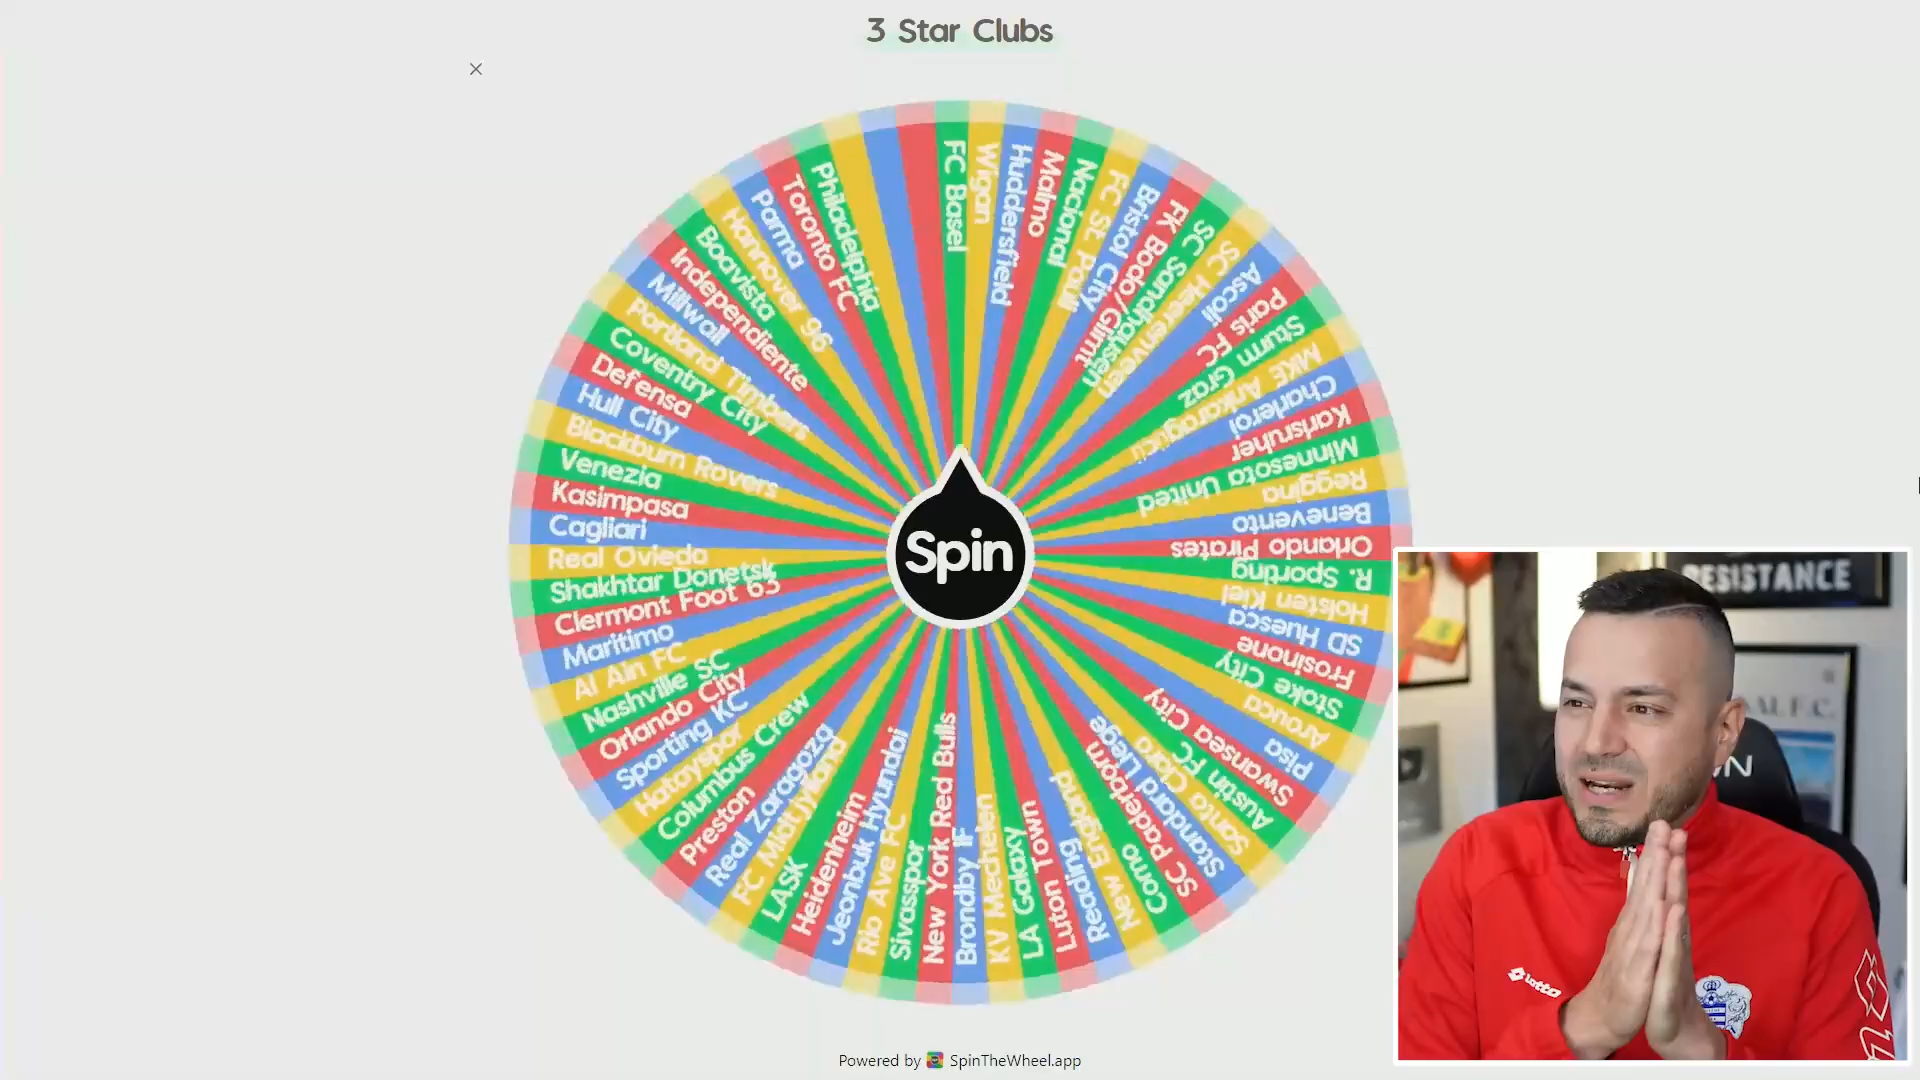 3 Star Clubs
FC Basel
Wigan
Huddersfield
Malmo
Nacional
FC St. Pauli
Bristol City
FK Bodo/Glimt
SC Sandhausen
SC Heerenveen
Ascoli
Paris FC
Sturm Graz
MKE Ankaragücü
Charleroi
Karlsruher
Minnesota United
Reggina
Benevento
Orlando Pirates
R. Sporting
Holsten Kiel
SD Huesca
Frosinone
Stoke City
Arouca
Pisa
Swansea City
Austin FC
Santa Clara
Standard Liege
SC Paderborn
Como
New England
Reading
Luton Town
LA Galaxy
KV Mechelen
Brondby IF
New York Red Bulls
Sivasspor
Rio Ave FC
Jeonbuk Hyundai
Heidenheim
LASK
FC Midtjylland
Real Zaragoza
Preston
Columbus Crew
Hatayspor
Sporting KC
Orlando City
Nashville SC
Al Ain FC
Maritimo
Clermont Foot 63
Shakhtar Donetsk
Real Oviedo
Cagliari
Kasimpasa
Venezia
Blackburn Rovers
Hull City
Defensa
Coventry City
Portland Timbers
Millwall
Independiente
Boavista
Hannover 96
Parma
Toronto FC
Philadelphia
Spin
RESISTANCE
lotto
Powered by SpinTheWheel.app